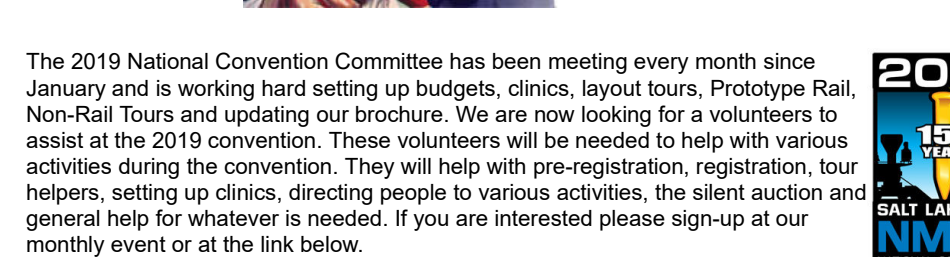 The 2019 National Convention Committee has been meeting every month since
January and is working hard setting up budgets, clinics, layout tours, Prototype Rail,
Non-Rail Tours and updating our brochure. We are now looking for a volunteers to
assist at the 2019 convention. These volunteers will be needed to help with various
activities during the convention. They will help with pre-registration, registration, tour
helpers, setting up clinics, directing people to various activities, the silent auction and
general help for whatever is needed. If you are interested please sign-up at our
monthly event or at the link below.
20
15
YEA
SALT LA
NM